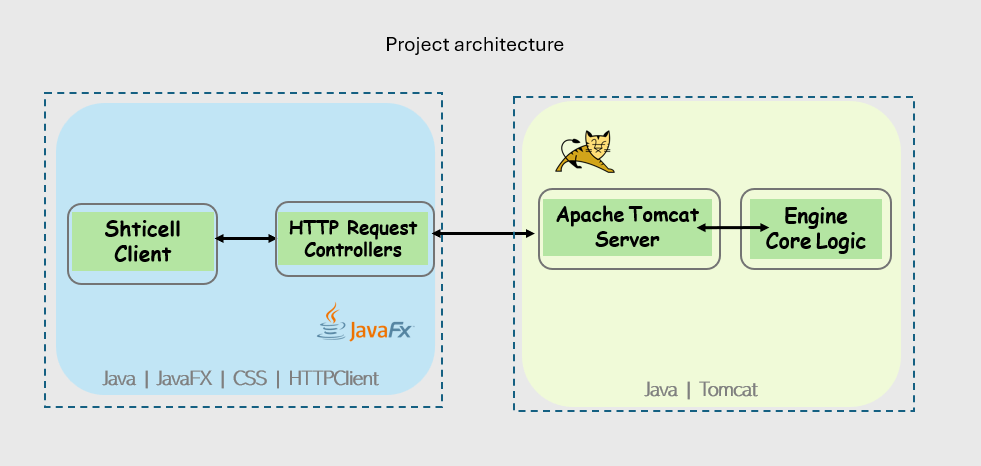 Project architecture
Shticell
Client
HTTP Request
Controllers
JavaFx
Java | JavaFX | CSS | HTTPClient
Apache Tomcat
Server
Engine
Core Logic
Java | Tomcat